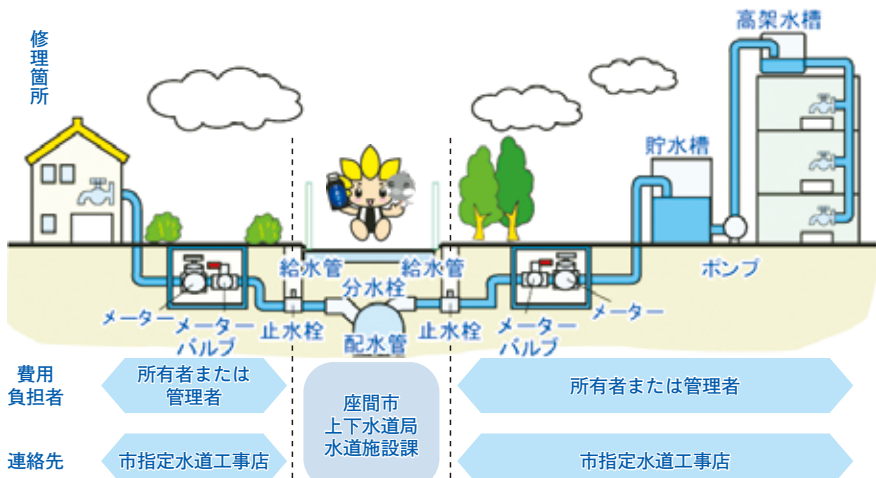 修理箇所
高架水槽
貯水槽
ポンプ
給水管
給水管
分水栓
メーター
メーター
バルブ
止水栓
配水管
止水栓
メーター
バルブ
メーター
費用
負担者
所有者または
管理者
座間市
上下水道局
水道施設課
所有者または管理者
連絡先
市指定水道工事店
市指定水道工事店